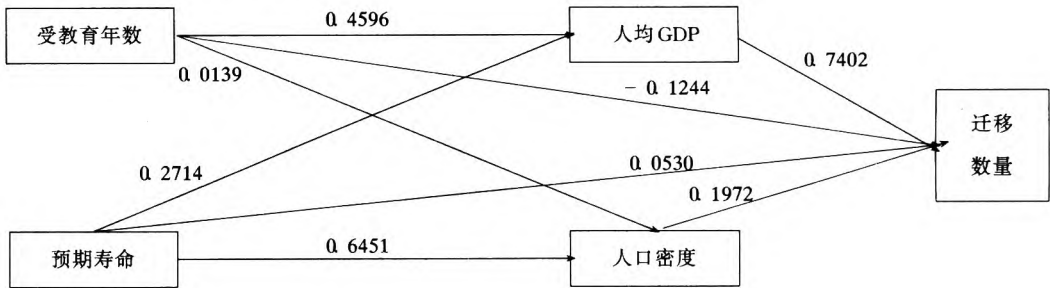 0.4596
受教育年数
人均GDP
0.0139
0.7402
-0.1244
迁移
数量
0.0530
0.2714
0.1972
预期寿命
0.6451
人口密度